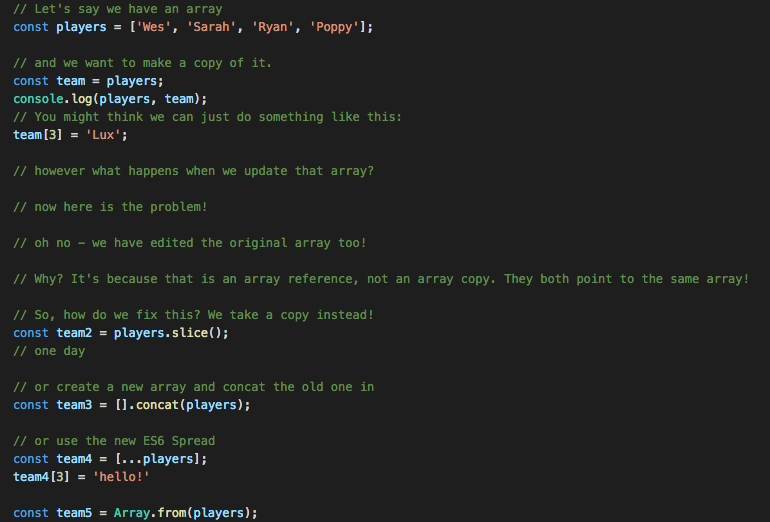 // Let's say we have an array
const players = ['Wes', 'Sarah', 'Ryan', 'Poppy'];
// and we want to make a copy of it.
const team = players;
console.log(players, team);
// You might think we can just do something like this:
team[3] = 'Lux';
// however what happens when we update that array?
// now here is the problem!
// oh no – we have edited the original array too!
// Why? It's because that is an array reference, not an array copy. They both point to the same array!
// So, how do we fix this? We take a copy instead!
const team2 = players.slice();
// one day
// or create a new array and concat the old one in
const team3 = [].concat(players);
// or use the new ES6 Spread
const team4 = [...players];
team4[3] = 'hello!'
const team5 = Array.from(players);